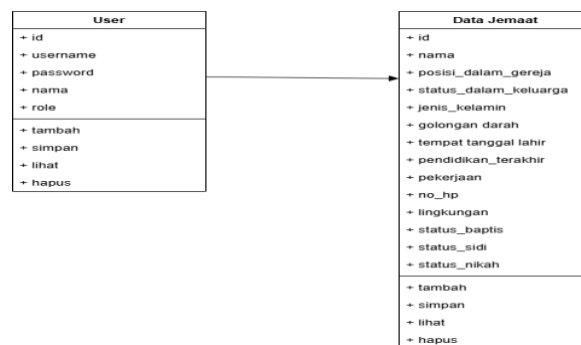 User
+ id
+ username
+ password
+ nama
+ role
+ tambah
+ simpan
+ lihat
+ hapus
Data Jemaat
+ id
+ nama
+ posisi_dalam_gereja
+ status_dalam_keluarga
+ jenis_kelamin
+ golongan darah
+ tempat tanggal lahir
+ pendidikan_terakhir
+ pekerjaan
+ no_hp
+ lingkungan
+ status_baptis
+ status_sidi
+ status_nikah
+ tambah
+ simpan
+ lihat
+ hapus